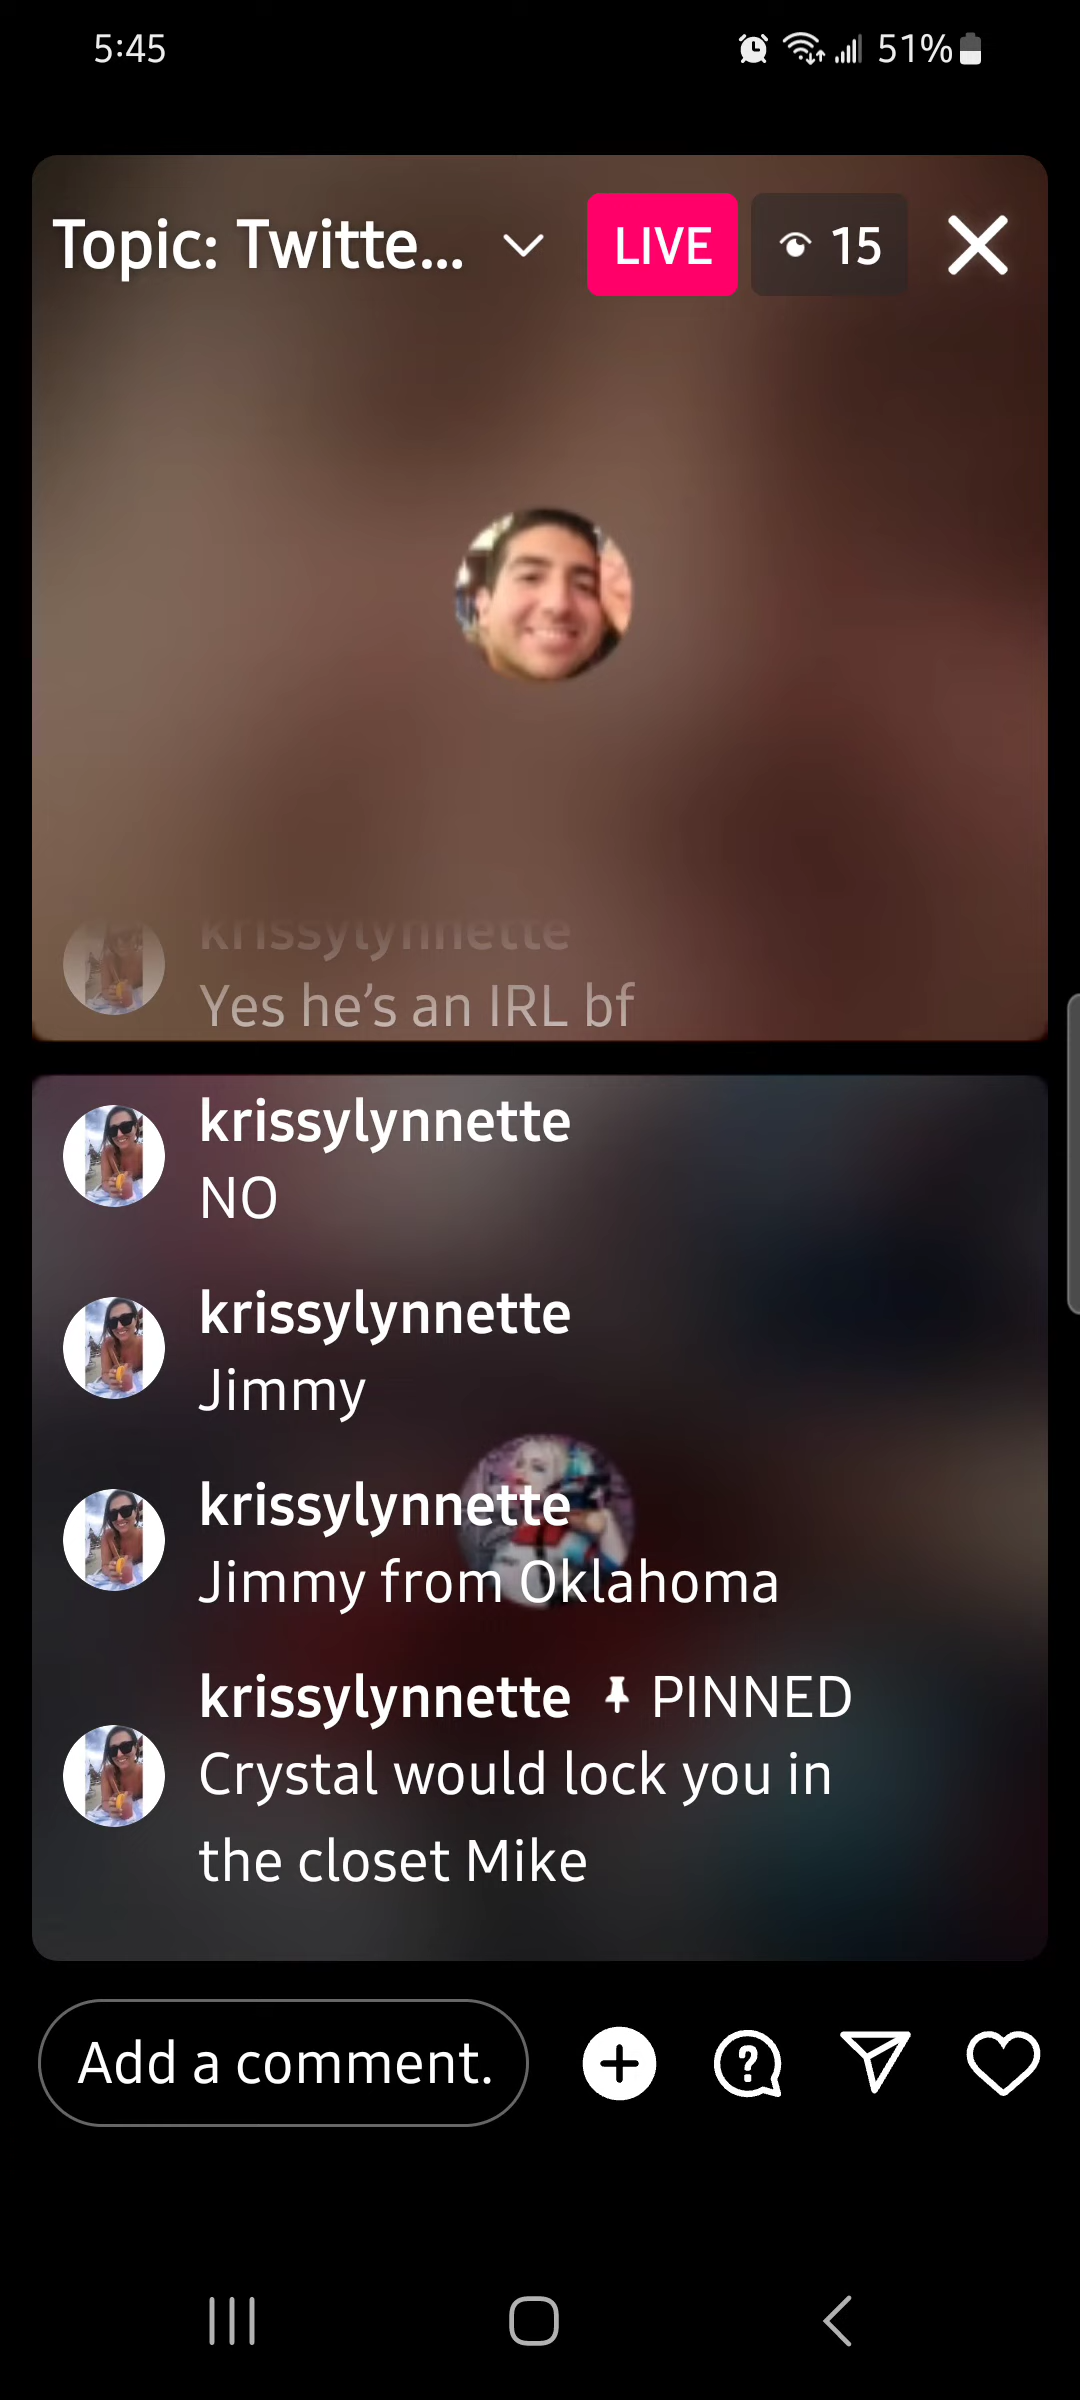 5:45
51%
Topic: Twitte...
LIVE
15
krissylynnette
Yes he’s an IRL bf
krissylynnette
NO
krissylynnette
Jimmy
krissylynnette
Jimmy from Oklahoma
krissylynnette PINNED
Crystal would lock you in
the closet Mike
Add a comment.